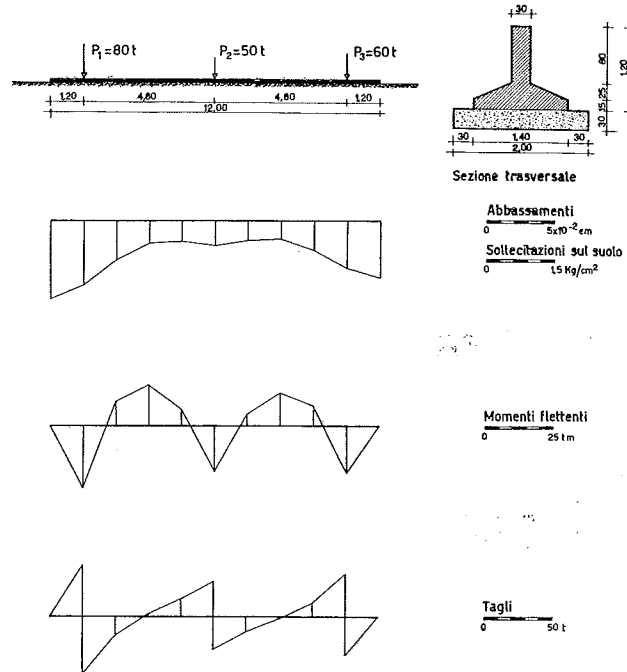 P₁=80t
P₂=50t
P₃=60t
1,20
4,80
4,80
1,20
12,00
30
80
25
15
30
1,20
30
1,40
30
2,00
Sezione trasversale
Abbassamenti
0 5x10⁻² cm
Sollecitazioni sul suolo
0 1,5 Kg/cm²
Momenti flettenti
0 25 tm
Tagli
0 50 t